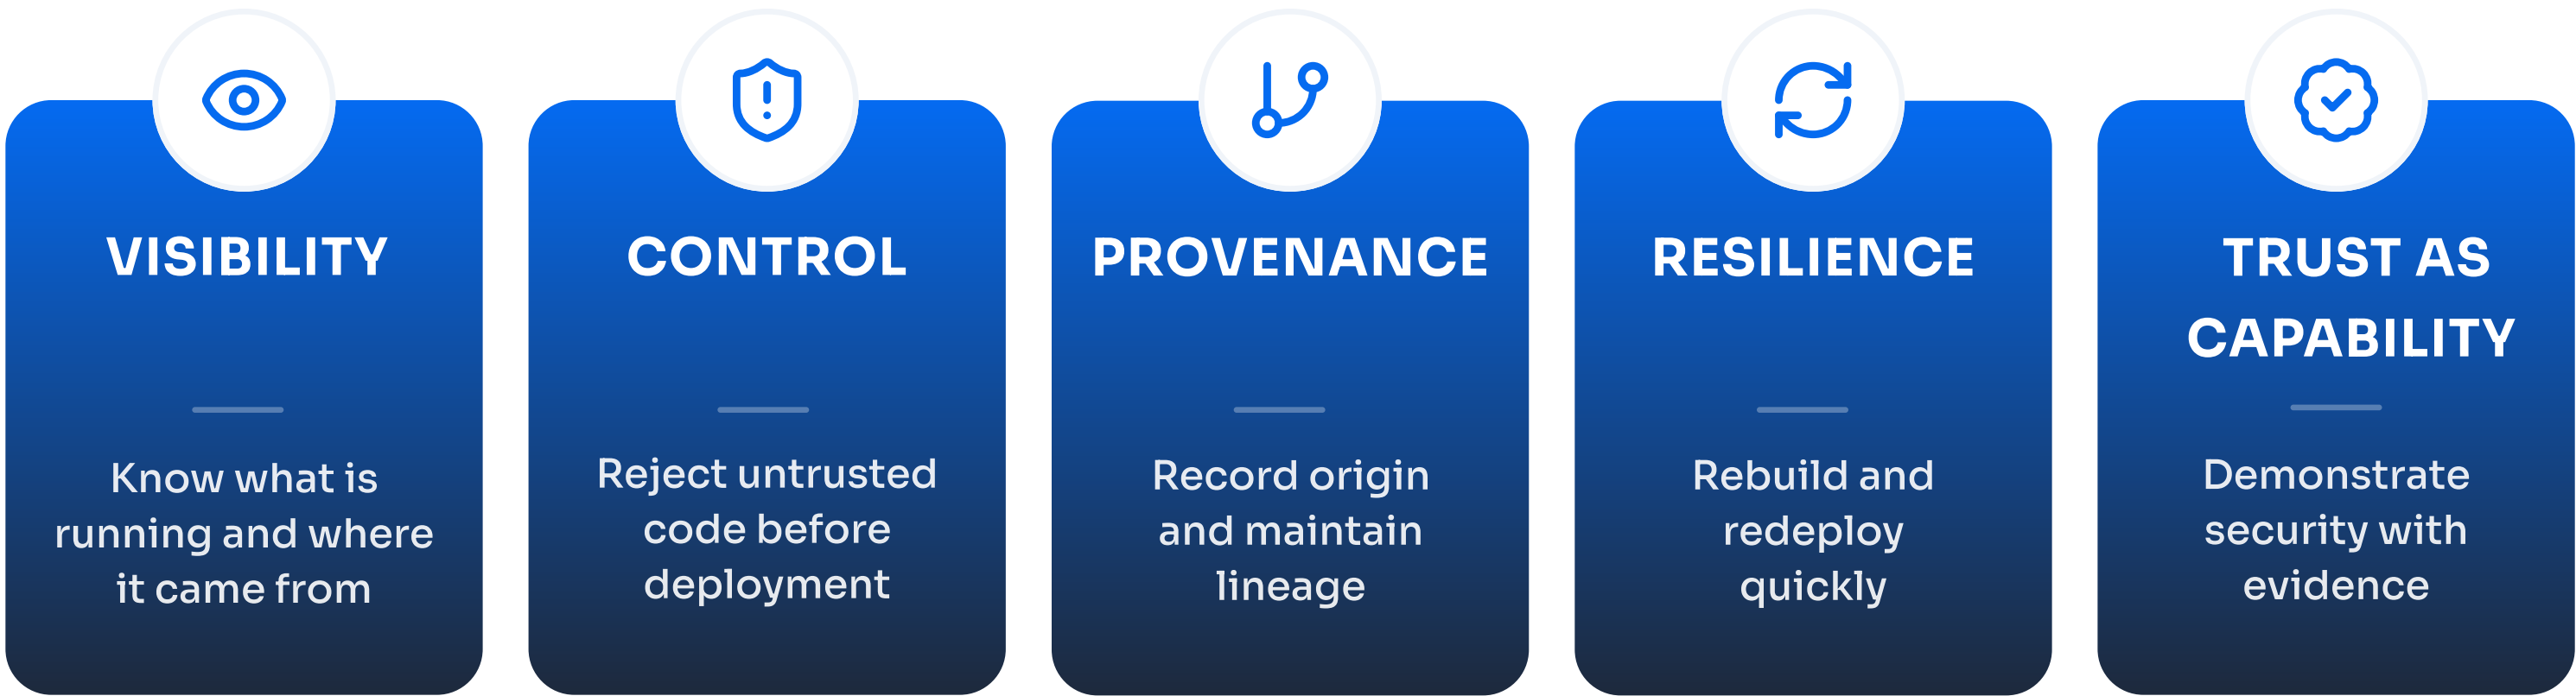 VISIBILITY
Know what is
running and where
it came from
CONTROL
Reject untrusted
code before
deployment
PROVENANCE
Record origin
and maintain
lineage
RESILIENCE
Rebuild and
redeploy
quickly
TRUST AS
CAPABILITY
Demonstrate
security with
evidence